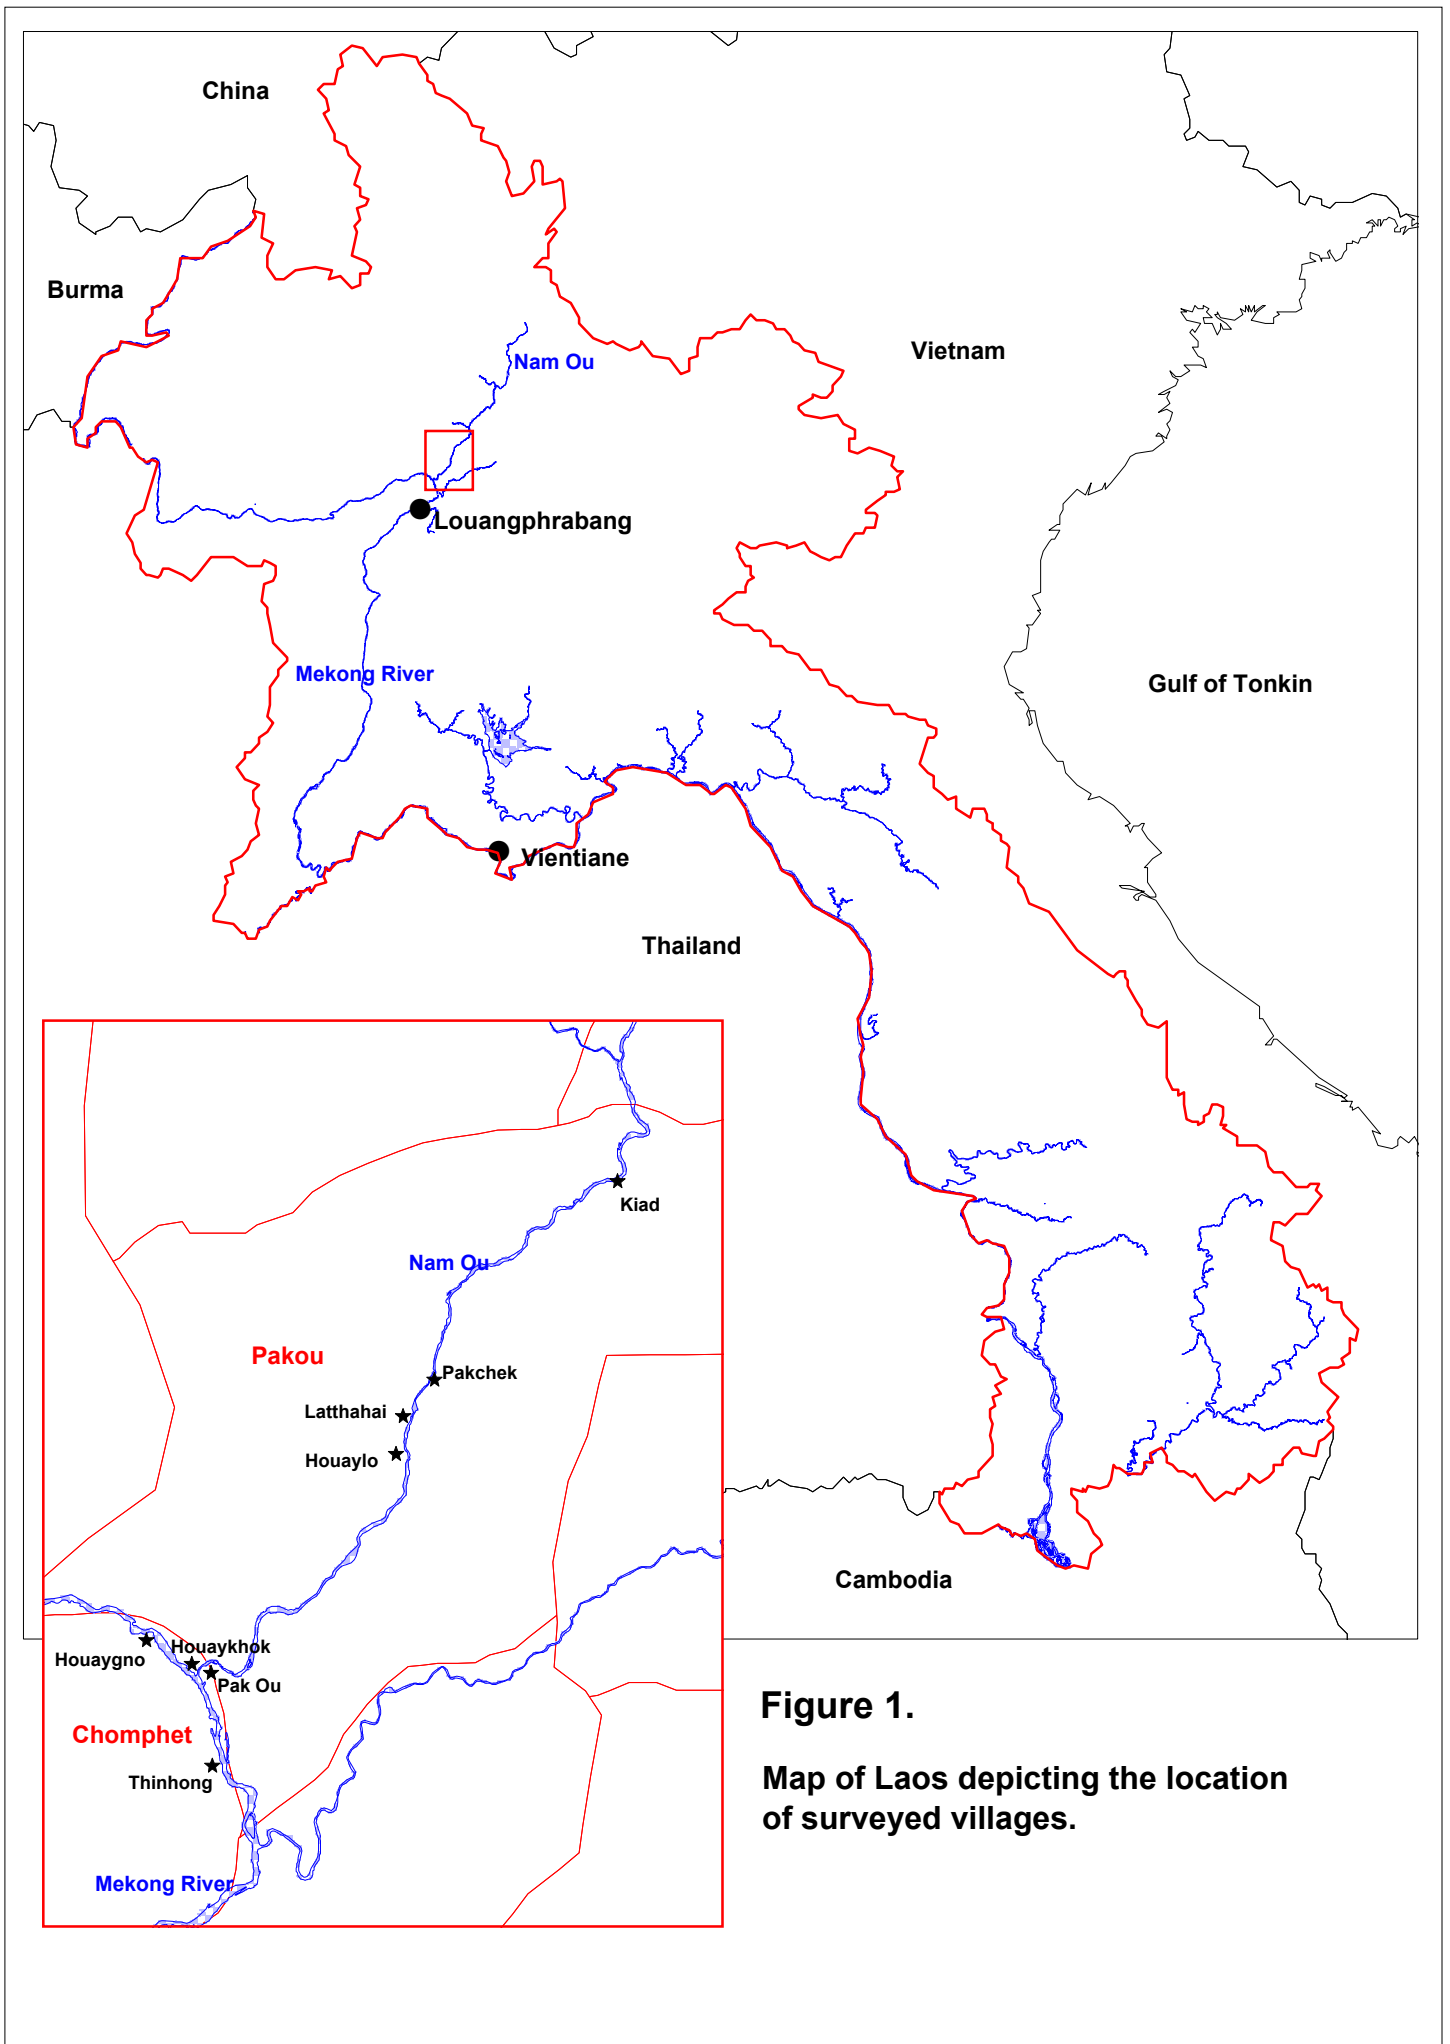 China
Burma
Vietnam
Nam Ou
Louangphrabang
Mekong River
Gulf of Tonkin
Vientiane
Thailand
Kiad
Nam Ou
Pakou
Pakchek
Latthahai
Houaylo
Cambodia
Houaykhok
Houaygno
Pak Ou
Chomphet
Thinhong
Mekong River
Figure 1.
Map of Laos depicting the location
of surveyed villages.